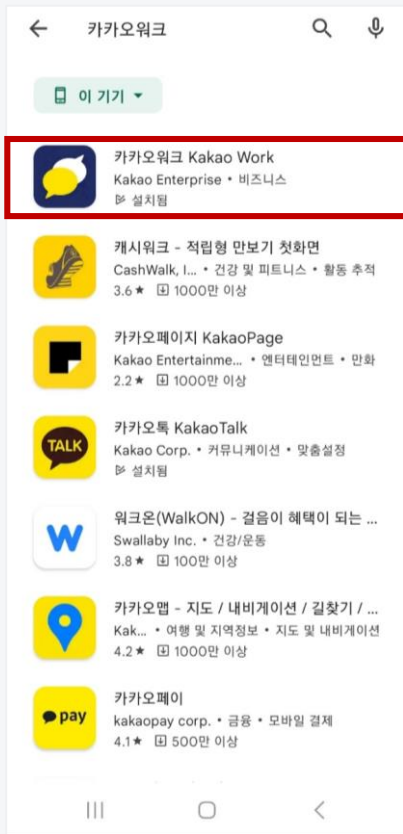 카카오워크
이 기기
카카오워크 Kakao Work
Kakao Enterprise • 비즈니스
설치됨
캐시워크 - 적립형 만보기 첫화면
CashWalk, I... • 건강 및 피트니스 • 활동 추적
3.6★ 1000만 이상
카카오페이지 KakaoPage
Kakao Entertainme... • 엔터테인먼트 • 만화
2.2★ 1000만 이상
TALK
카카오톡 KakaoTalk
Kakao Corp. • 커뮤니케이션 • 맞춤설정
설치됨
워크온(WalkON) - 걸음이 혜택이 되는 ...
Swallaby Inc. • 건강/운동
3.8★ 100만 이상
카카오맵 - 지도 / 내비게이션 / 길찾기 / ...
Kak... • 여행 및 지역정보 • 지도 및 내비게이션
4.2★ 1000만 이상
pay
카카오페이
kakaopay corp. • 금융 • 모바일 결제
4.1★ 500만 이상